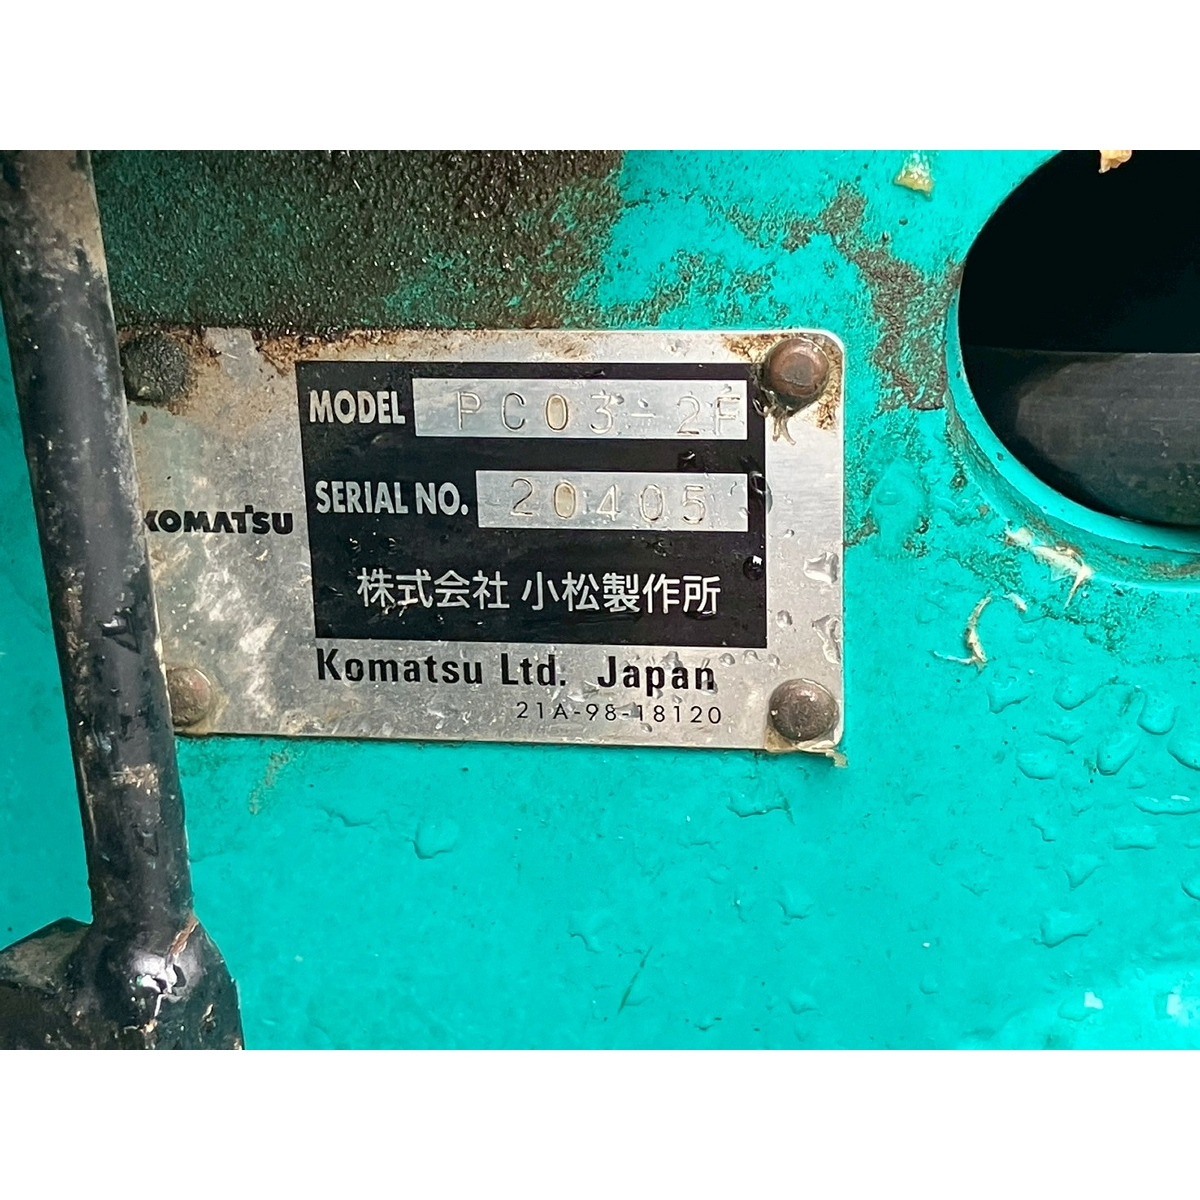 MODEL PC03-2F
SERIAL NO. 20405
KOMATSU
株式会社 小松製作所
Komatsu Ltd. Japan
21A-98-18120